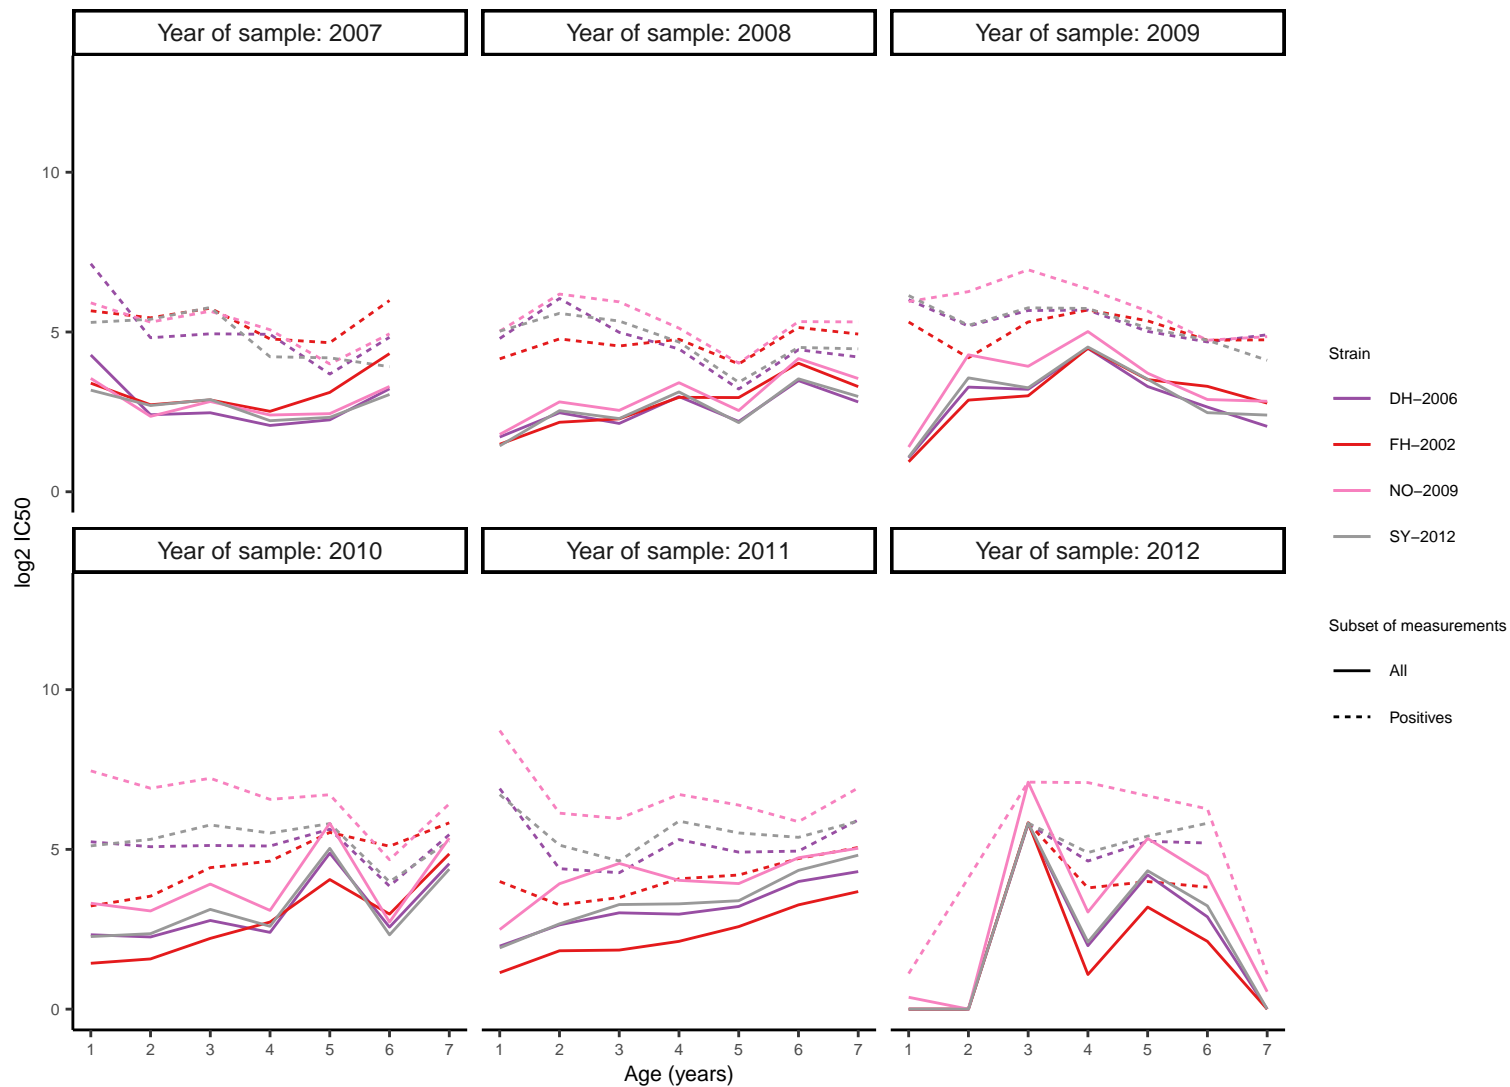 Year of sample: 2007
Year of sample: 2008
Year of sample: 2009
10
5
0
log2 IC50
Year of sample: 2010
Year of sample: 2011
Year of sample: 2012
10
5
0
1 2 3 4 5 6 7
1 2 3 4 5 6 7
1 2 3 4 5 6 7
Age (years)
Strain
DH−2006
FH−2002
NO−2009
SY−2012
Subset of measurements
All
Positives